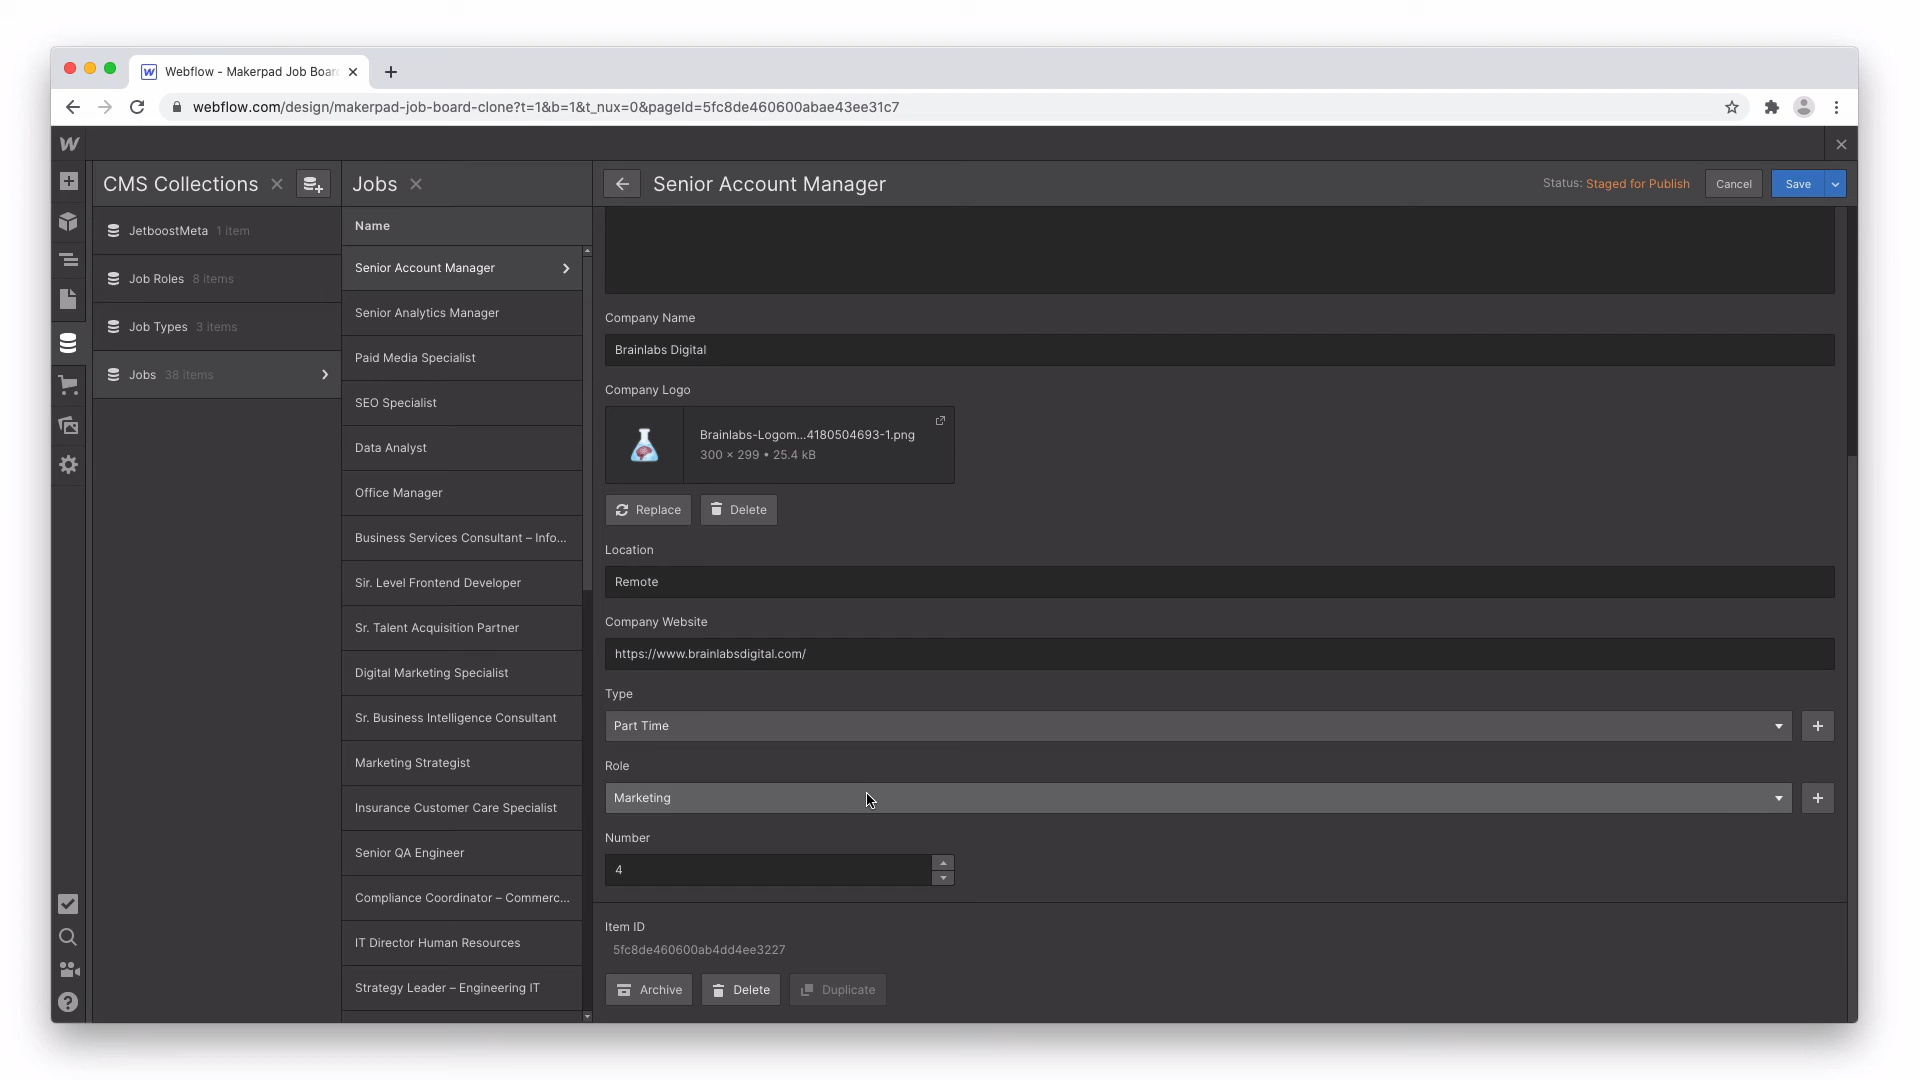 Webflow - Makerpad Job Boar
webflow.com/design/makerpad-job-board-clone?t=1&b=1&t_nux=0&pageId=5fc8de460600abae43ee31c7
CMS Collections
JetboostMeta 1 item
Job Roles 8 items
Job Types 3 items
Jobs 38 items
Jobs
Name
Senior Account Manager
Senior Analytics Manager
Paid Media Specialist
SEO Specialist
Data Analyst
Office Manager
Business Services Consultant – Info...
Sir. Level Frontend Developer
Sr. Talent Acquisition Partner
Digital Marketing Specialist
Sr. Business Intelligence Consultant
Marketing Strategist
Insurance Customer Care Specialist
Senior QA Engineer
Compliance Coordinator – Commerc...
IT Director Human Resources
Strategy Leader – Engineering IT
Senior Account Manager
Status: Staged for Publish
Cancel
Save
Company Name
Brainlabs Digital
Company Logo
Brainlabs-Logom...4180504693-1.png
300 × 299 • 25.4 kB
Replace
Delete
Location
Remote
Company Website
https://www.brainlabsdigital.com/
Type
Part Time
Role
Marketing
Number
4
Item ID
5fc8de460600ab4dd4ee3227
Archive
Delete
Duplicate